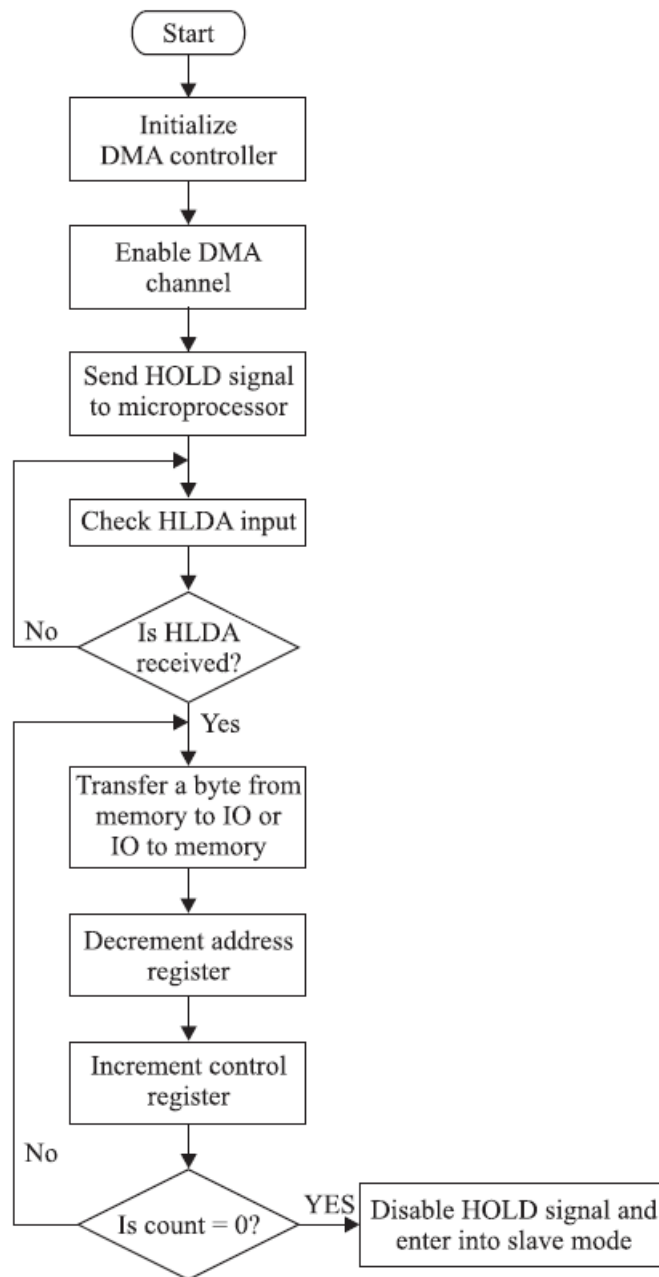 Start
Initialize
DMA controller
Enable DMA
channel
Send HOLD signal
to microprocessor
Check HLDA input
No
Is HLDA
received?
Yes
Transfer a byte from
memory to IO or
IO to memory
Decrement address
register
Increment control
register
No
Is count = 0?
YES
Disable HOLD signal and
enter into slave mode